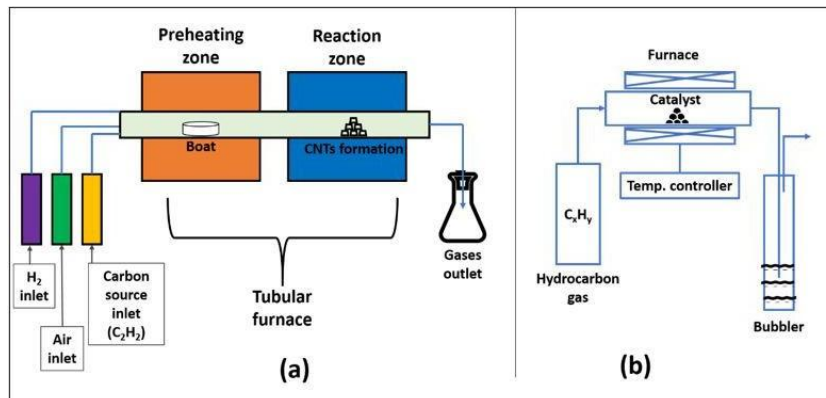 Preheating
zone
Reaction
zone
Boat
CNTs formation
H₂
inlet
Air
inlet
Carbon
source
inlet
(C₂H₂)
Tubular
furnace
Gases
outlet
(a)
Furnace
Catalyst
Temp. controller
CₓHᵧ
Hydrocarbon
gas
Bubbler
(b)